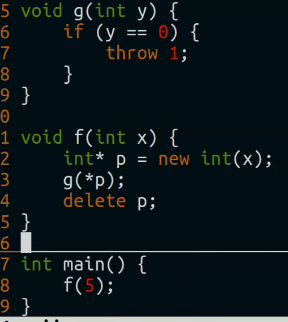 5 void g(int y) {
6     if (y == 0) {
7         throw 1;
8     }
9 }
0
1 void f(int x) {
2     int* p = new int(x);
3     g(*p);
4     delete p;
5 }
6
7 int main() {
8     f(5);
9 }